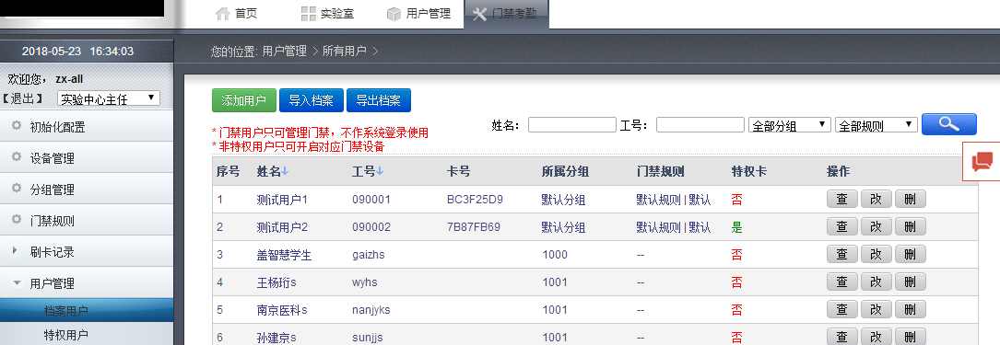 首页 实验室 用户管理 门禁考勤
2018-05-23 16:34:03
您的位置: 用户管理 > 所有用户 >
欢迎您， zx-all
【退出】 实验中心主任
初始化配置
设备管理
分组管理
门禁规则
刷卡记录
用户管理
档案用户
特权用户
添加用户 导入档案 导出档案
* 门禁用户只可管理门禁，不作系统登录使用
* 非特权用户只可开启对应门禁设备
姓名: 工号: 全部分组 全部规则
序号 姓名 工号 卡号 所属分组 门禁规则 特权卡 操作
1 测试用户1 090001 BC3F25D9 默认分组 默认规则 | 默认 否 查 改 删
2 测试用户2 090002 7B87FB69 默认分组 默认规则 | 默认 是 查 改 删
3 盖智慧学生 gaizhs 1000 -- 否 查 改 删
4 王杨珩s wyhs 1001 -- 否 查 改 删
5 南京医科s nanjyks 1001 -- 否 查 改 删
6 孙建京s sunjjs 1001 -- 否 查 改 删